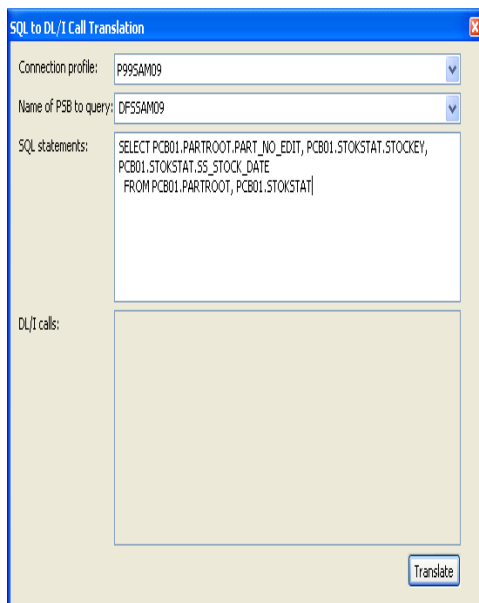 SQL to DL/I Call Translation
Connection profile: P99SAM09
Name of PSB to query: DFSSAM09
SQL statements: SELECT PCB01.PARTROOT.PART_NO_EDIT, PCB01.STOKSTAT.STOCKEY,
PCB01.STOKSTAT.SS_STOCK_DATE
FROM PCB01.PARTROOT, PCB01.STOKSTAT
DL/I calls:
Translate